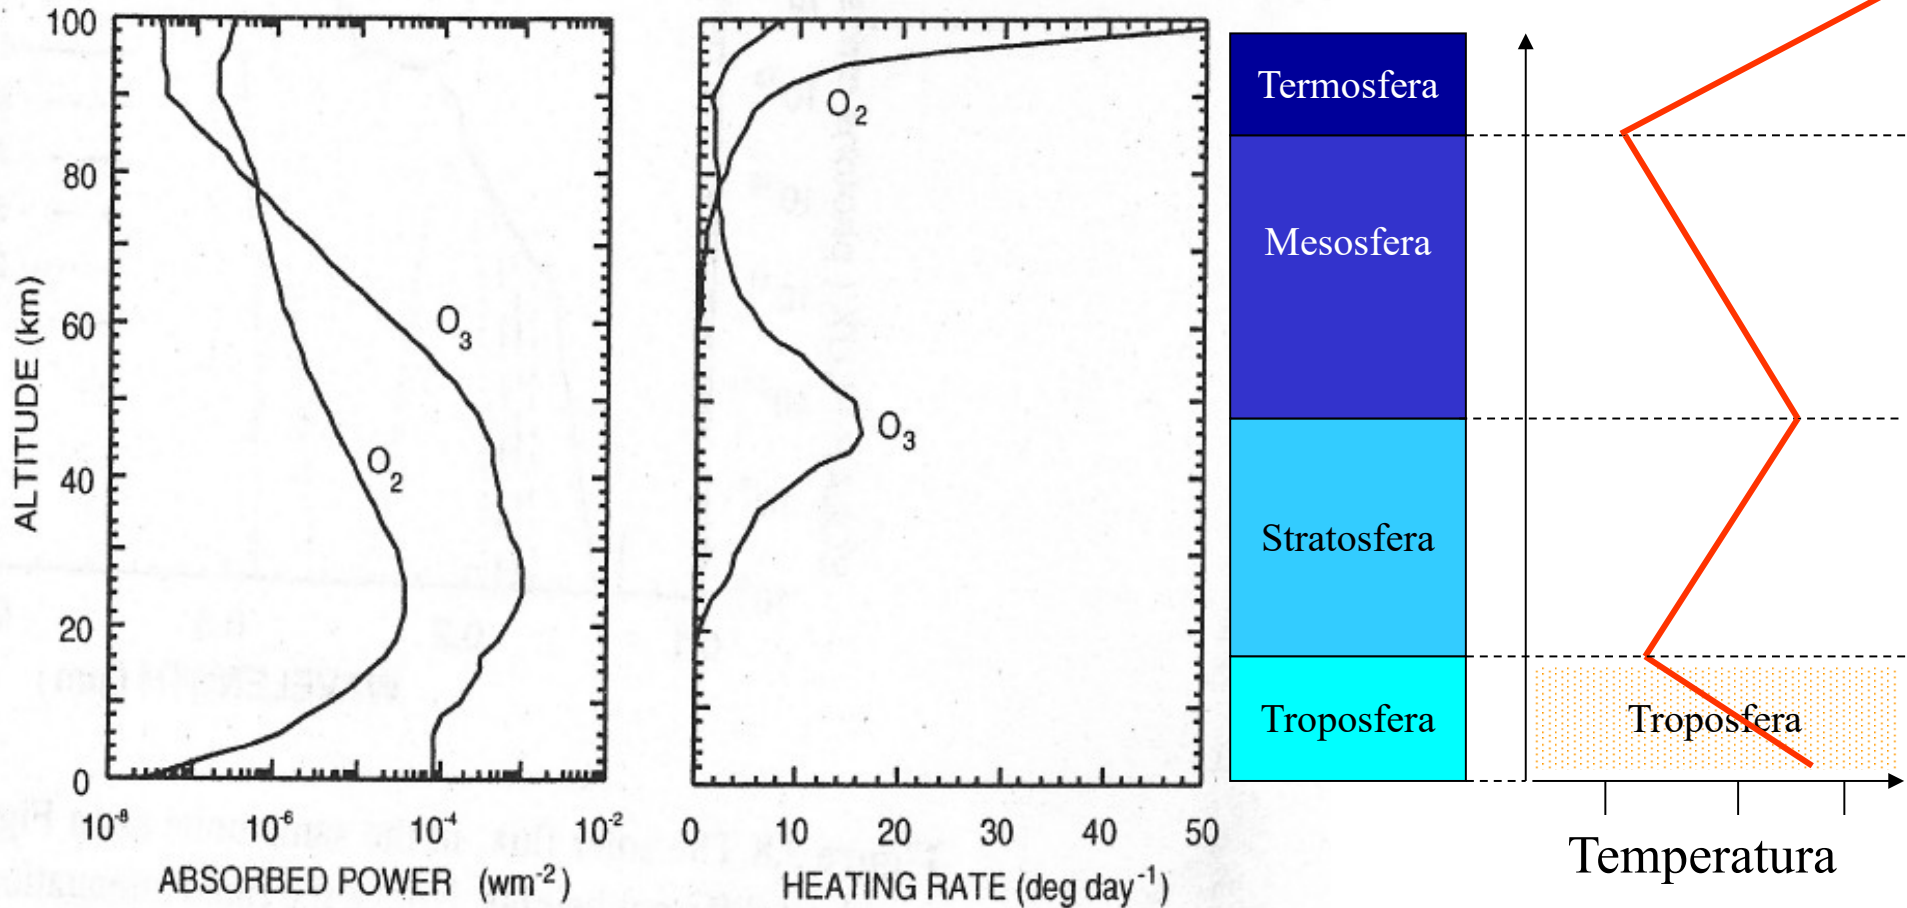 100
80
60
40
20
0
ALTITUDE (km)
O3
O2
10-8 10-6 10-4 10-2
ABSORBED POWER (wm-2)
O2
O3
0 10 20 30 40 50
HEATING RATE (deg day-1)
Termosfera
Mesosfera
Stratosfera
Troposfera
Troposfera
Temperatura